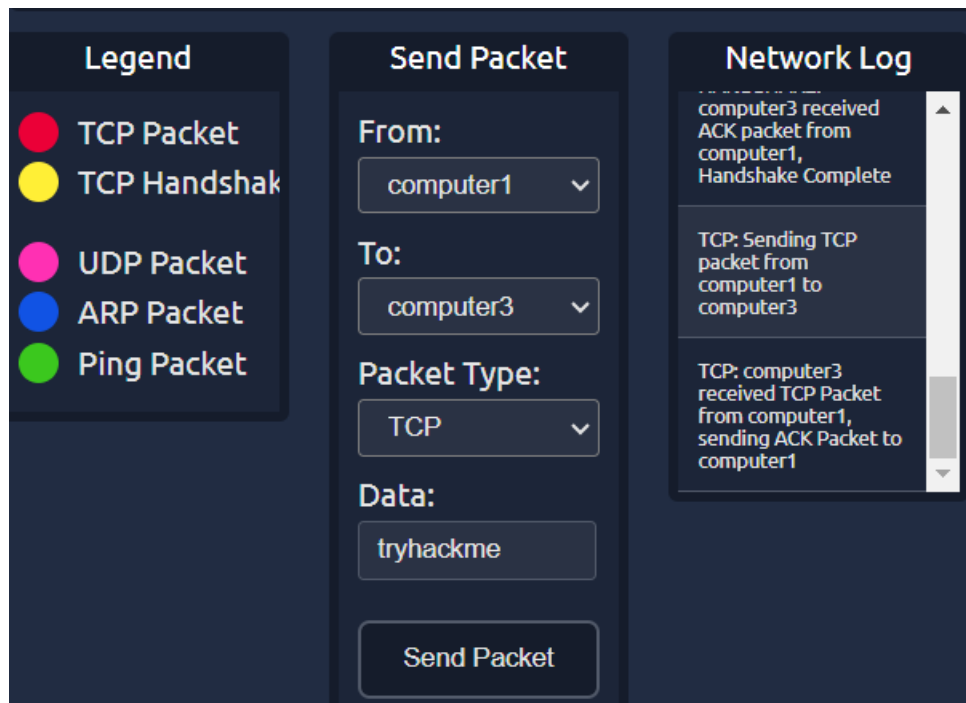 Legend
TCP Packet
TCP Handshak
UDP Packet
ARP Packet
Ping Packet
Send Packet
From:
computer1
To:
computer3
Packet Type:
TCP
Data:
tryhackme
Send Packet
Network Log
computer3 received
ACK packet from
computer1,
Handshake Complete
TCP: Sending TCP
packet from
computer1 to
computer3
TCP: computer3
received TCP Packet
from computer1,
sending ACK Packet to
computer1